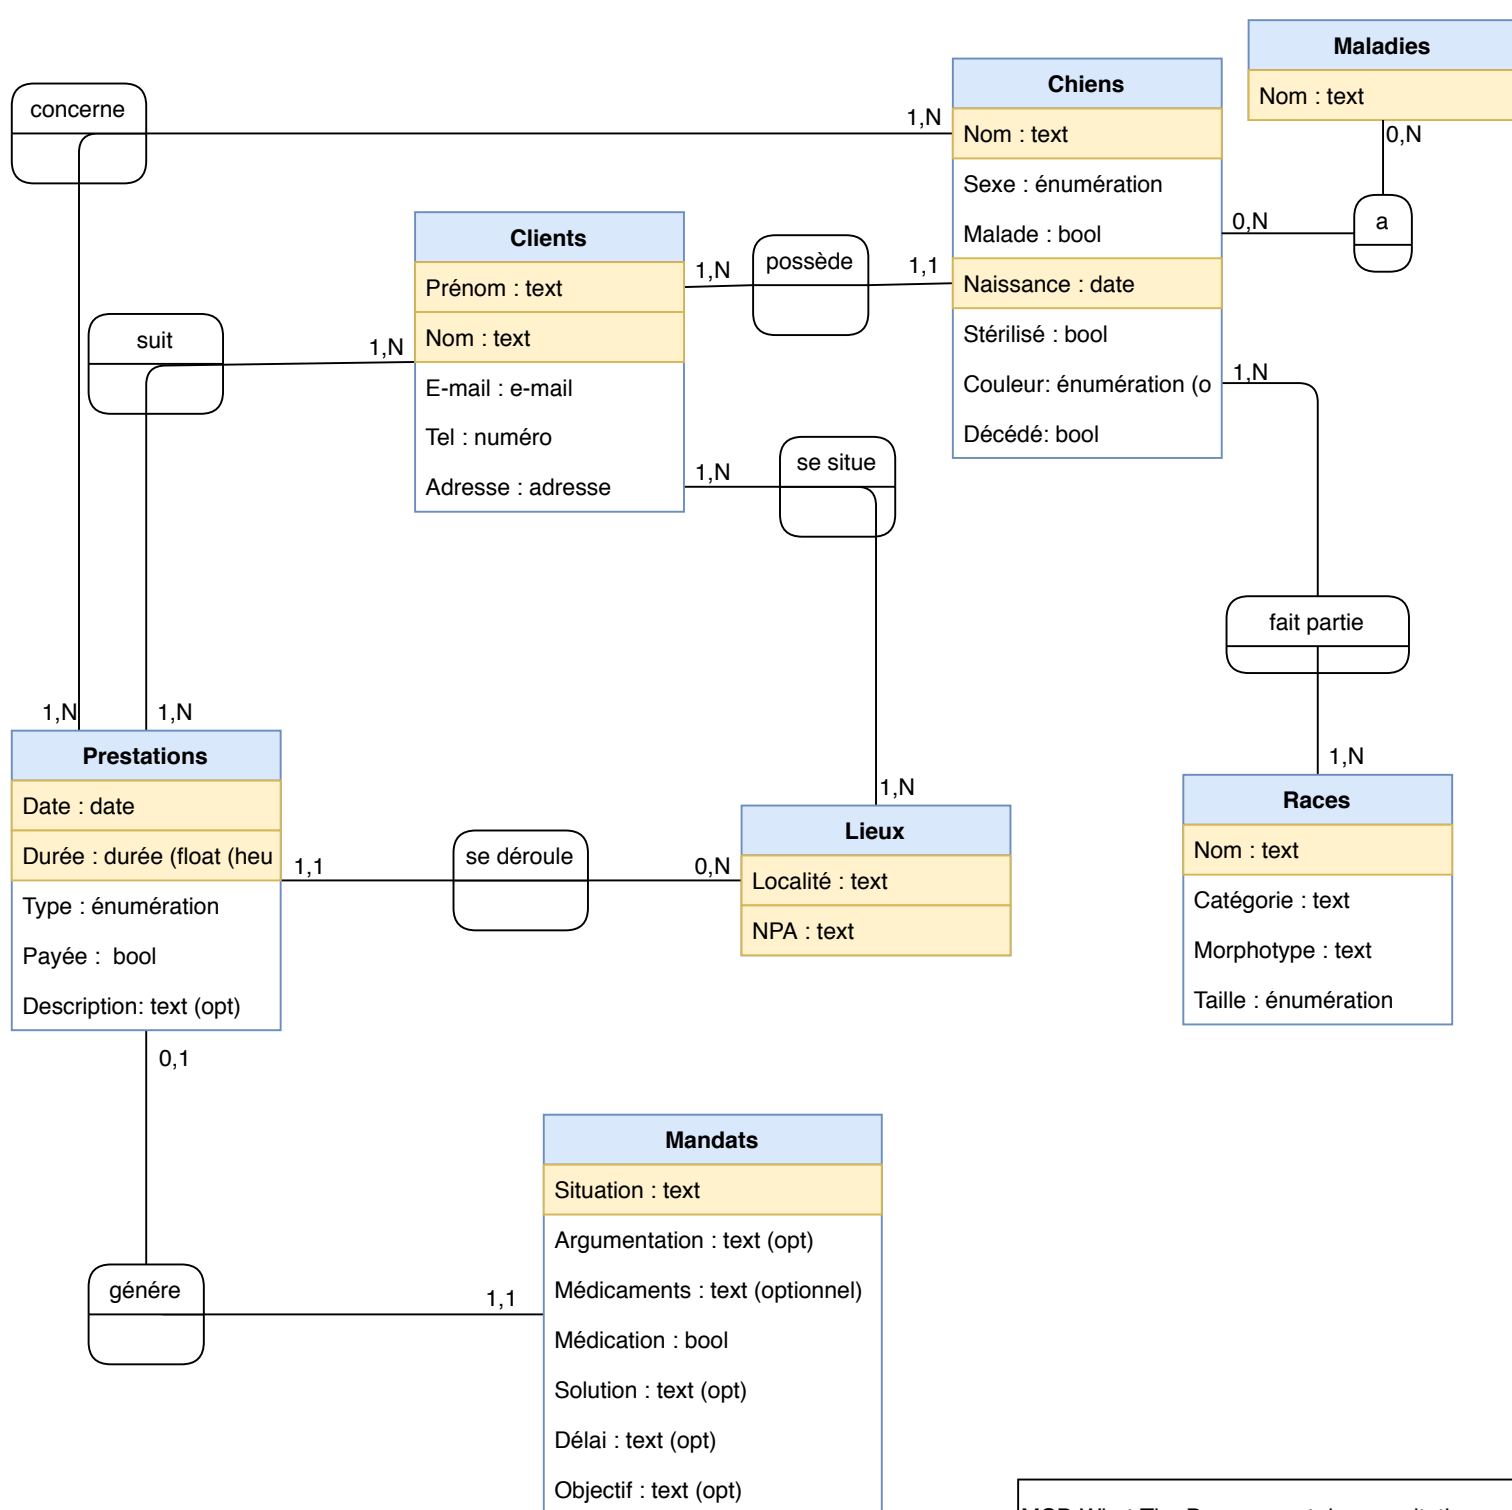 Maladies
Nom : text
0,N
a
0,N
Chiens
Nom : text
Sexe : énumération
Malade : bool
Naissance : date
Stérilisé : bool
Couleur: énumération (o
Décédé: bool
1,N
concerne
1,N
1,N
Clients
Prénom : text
Nom : text
E-mail : e-mail
Tel : numéro
Adresse : adresse
1,N
possède
1,1
suit
1,N
1,N
1,N
se situe
1,N
fait partie
1,N
Races
Nom : text
Catégorie : text
Morphotype : text
Taille : énumération
Prestations
Date : date
Durée : durée (float (heu
Type : énumération
Payée : bool
Description: text (opt)
1,1
se déroule
0,N
Lieux
Localité : text
NPA : text
0,1
génére
1,1
Mandats
Situation : text
Argumentation : text (opt)
Médicaments : text (optionnel)
Médication : bool
Solution : text (opt)
Délai : text (opt)
Objectif : text (opt)